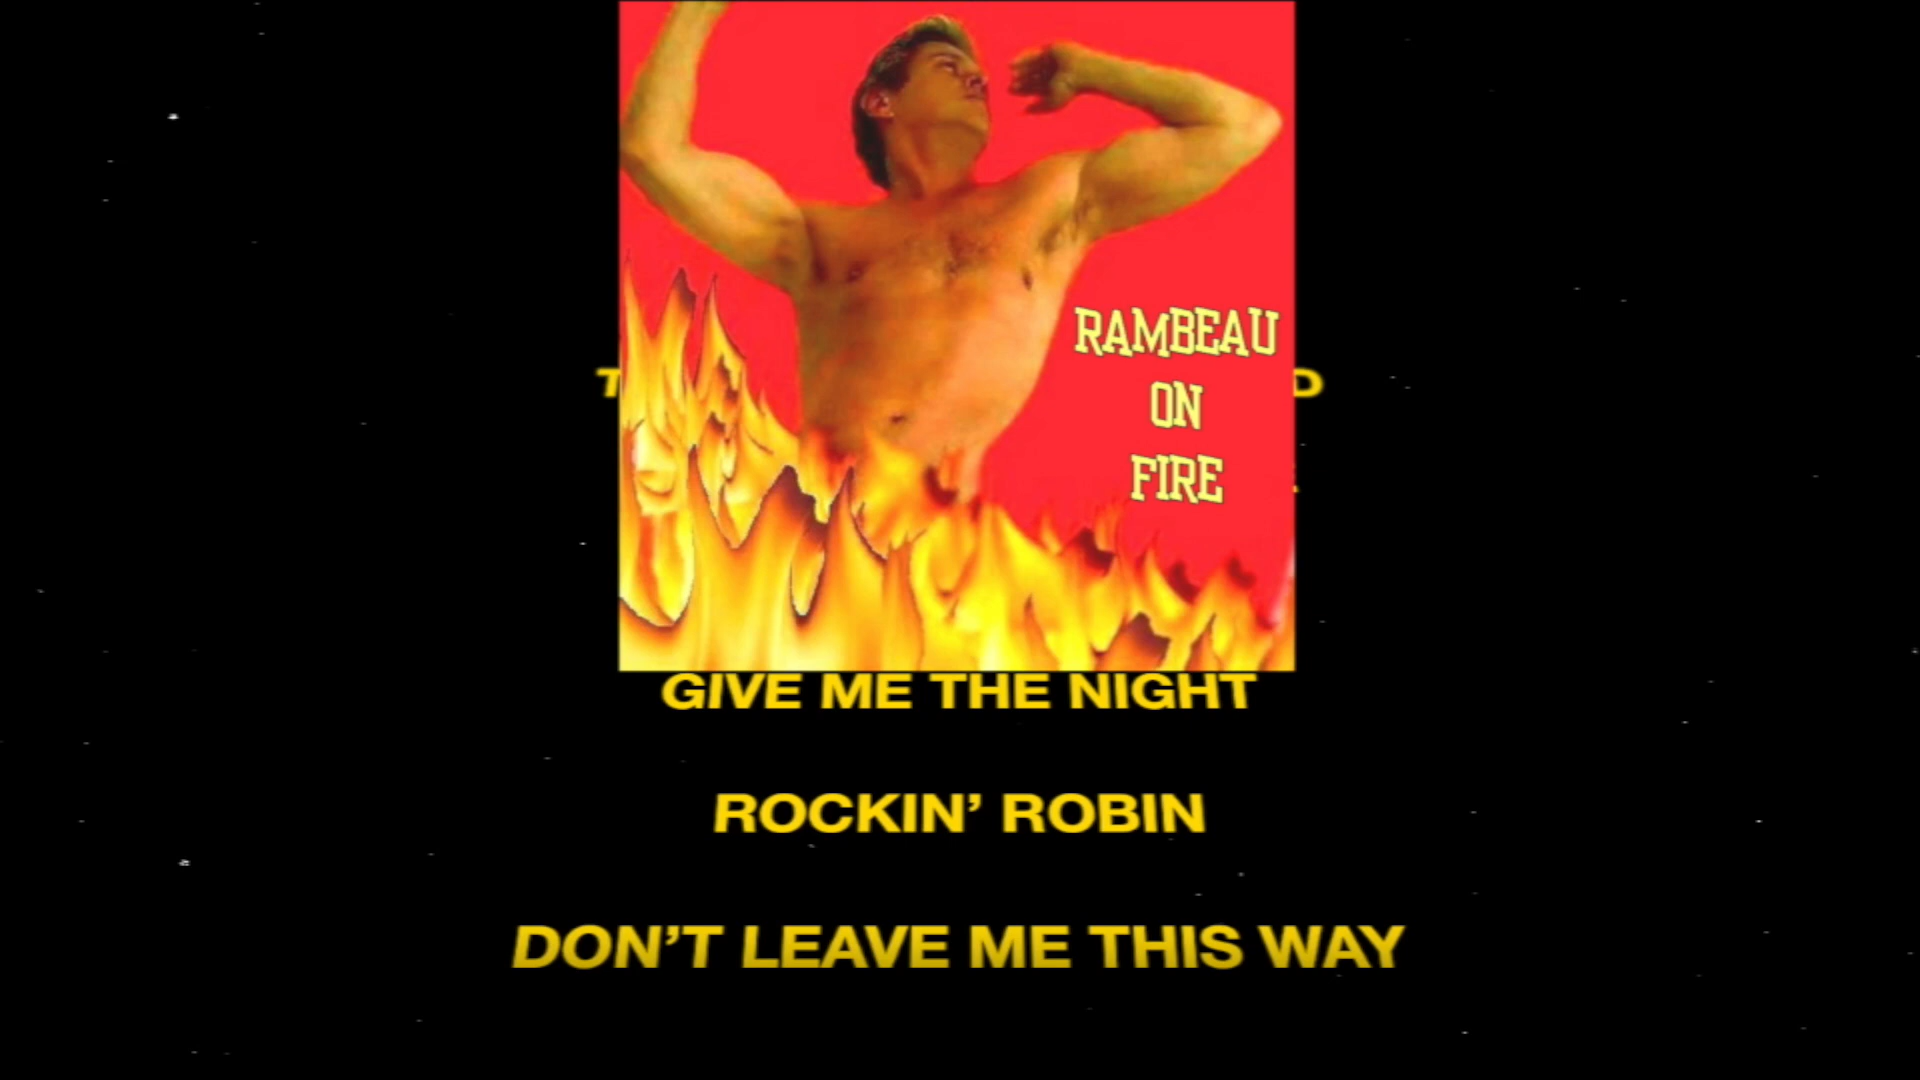 RAMBEAU
ON
FIRE
GIVE ME THE NIGHT
ROCKIN’ ROBIN
DON’T LEAVE ME THIS WAY